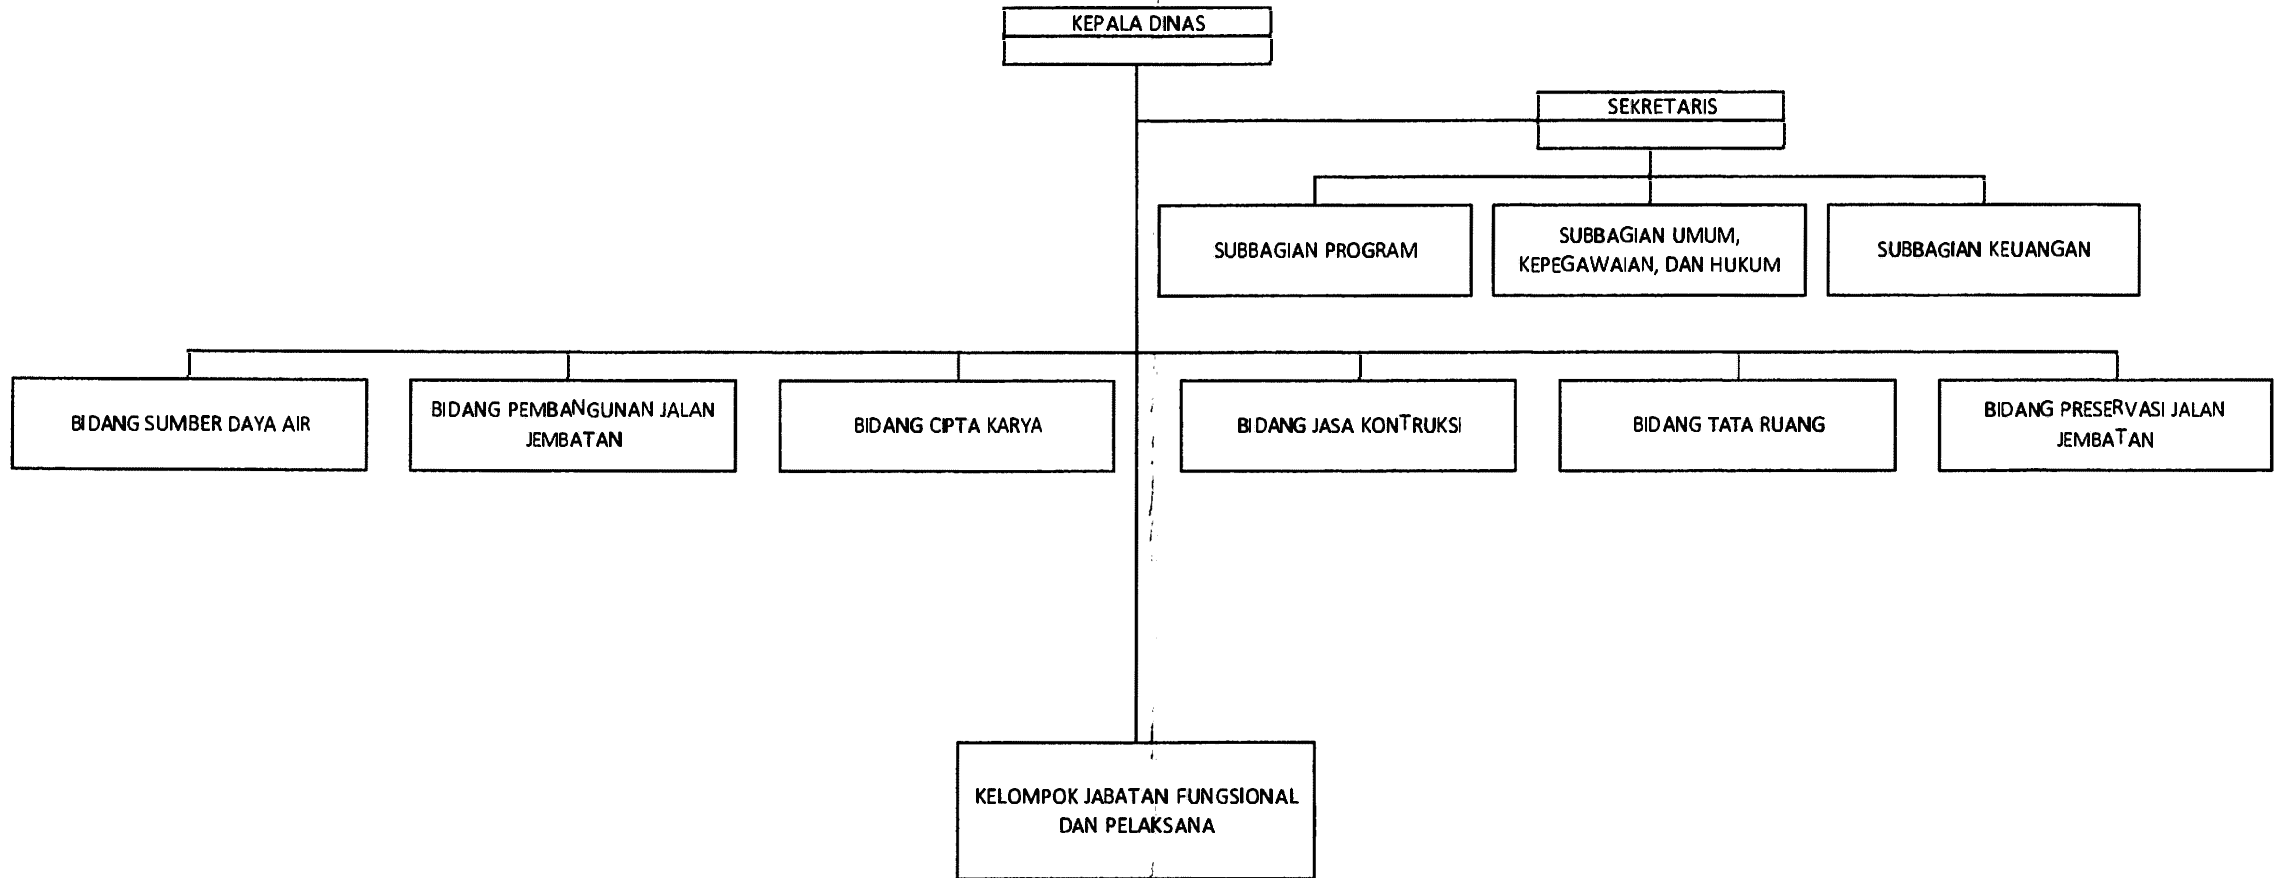 KEPALA DINAS
SEKRETARIS
SUBBAGIAN PROGRAM
SUBBAGIAN UMUM,
KEPEGAWAIAN, DAN HUKUM
SUBBAGIAN KEUANGAN
BIDANG SUMBER DAYA AIR
BIDANG PEMBANGUNAN JALAN
JEMBATAN
BIDANG CIPTA KARYA
BIDANG JASA KONTRUKSI
BIDANG TATA RUANG
BIDANG PRESERVASI JALAN
JEMBATAN
KELOMPOK JABATAN FUNGSIONAL
DAN PELAKSANA